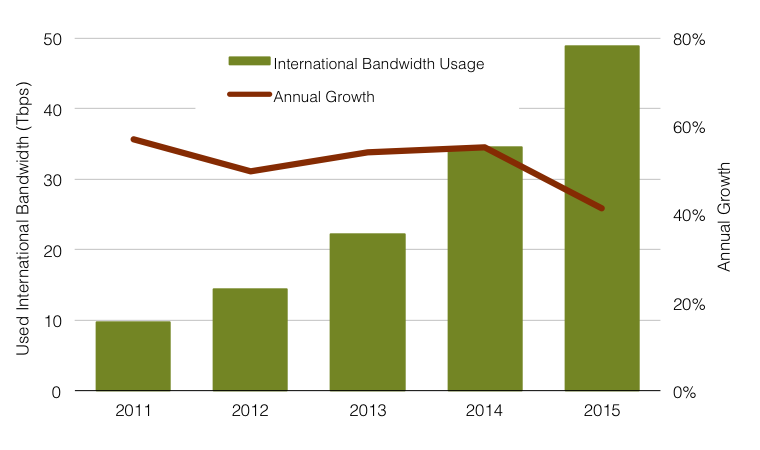 International Bandwidth Usage
Annual Growth
Used International Bandwidth (Tbps)
50
40
30
20
10
0
80%
60%
40%
20%
0%
Annual Growth
2011 2012 2013 2014 2015